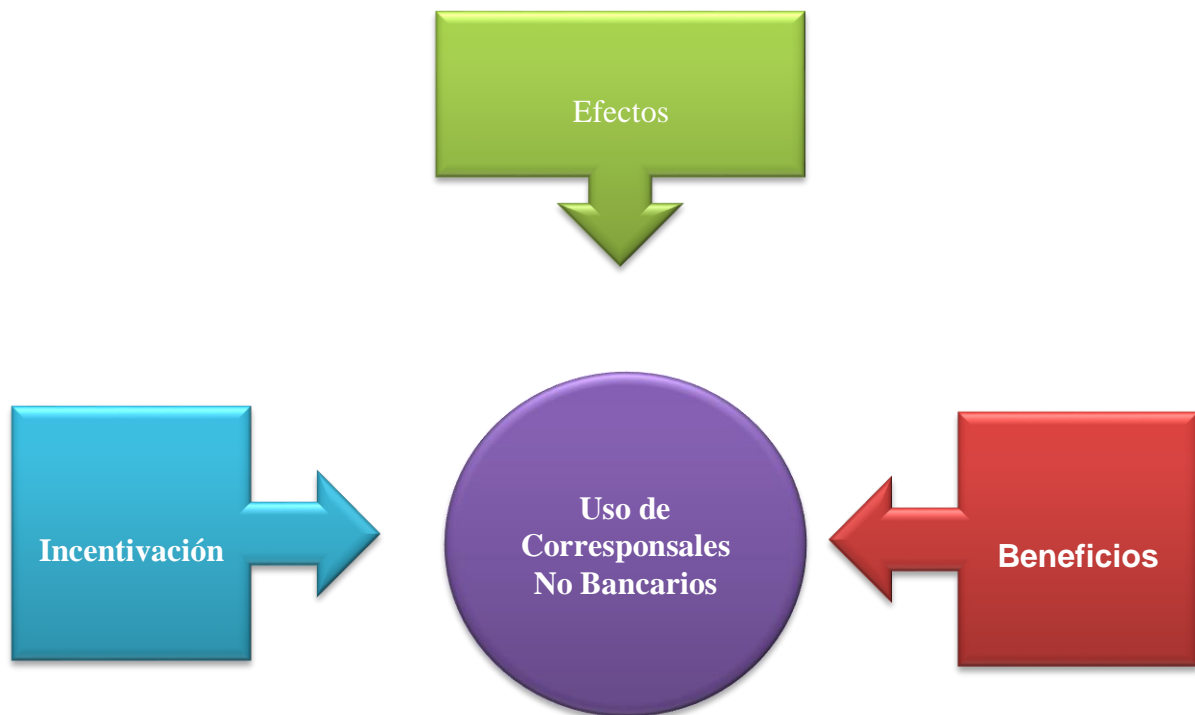 Efectos
Incentivación
Uso de
Corresponsales
No Bancarios
Beneficios